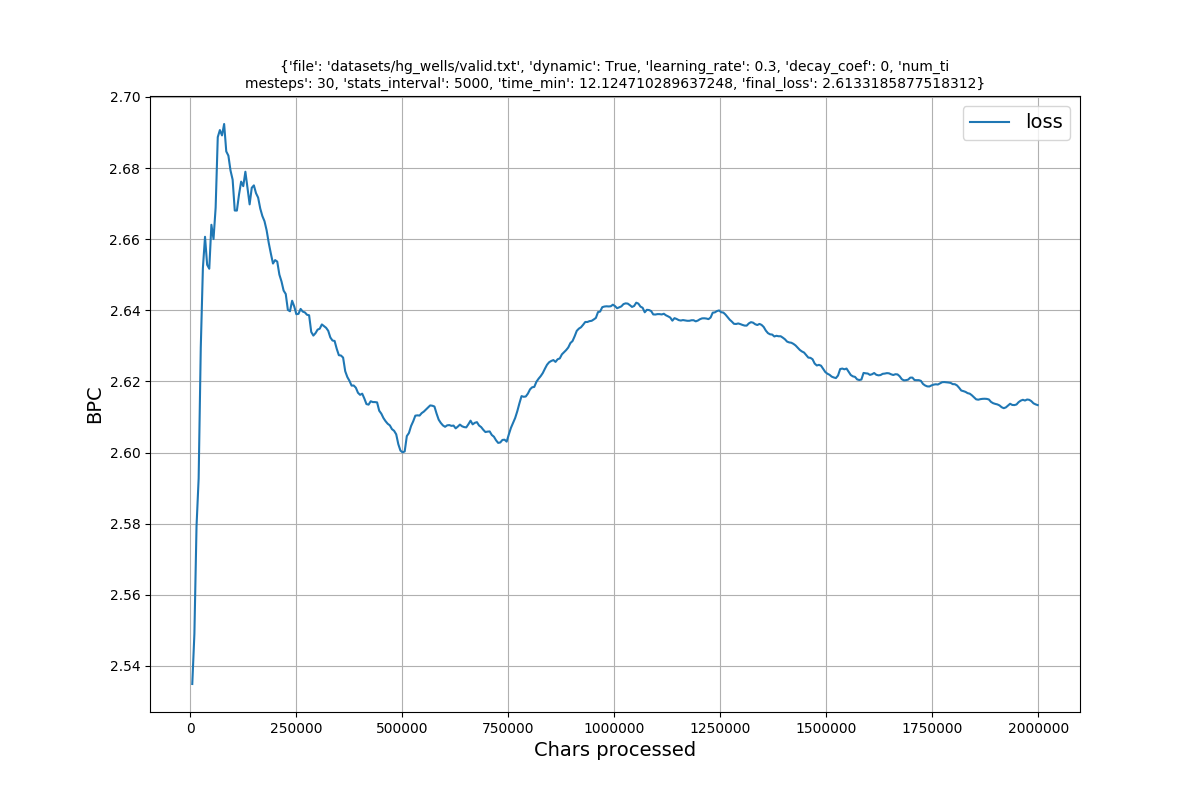 {'file': 'datasets/hg_wells/valid.txt', 'dynamic': True, 'learning_rate': 0.3, 'decay_coef': 0, 'num_ti
mesteps': 30, 'stats_interval': 5000, 'time_min': 12.124710289637248, 'final_loss': 2.6133185877518312}
loss
2.70
2.68
2.66
2.64
2.62
2.60
2.58
2.56
2.54
BPC
0 250000 500000 750000 1000000 1250000 1500000 1750000 2000000
Chars processed